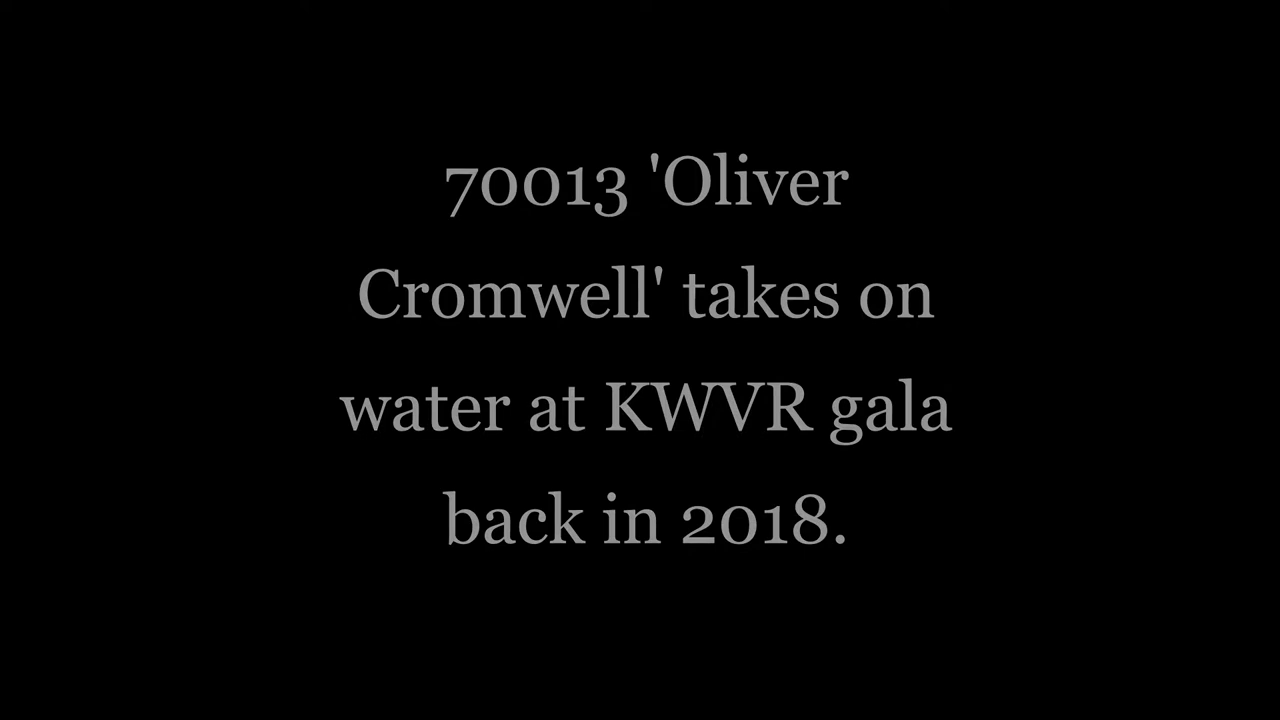 70013 'Oliver
Cromwell' takes on
water at KWVR gala
back in 2018.